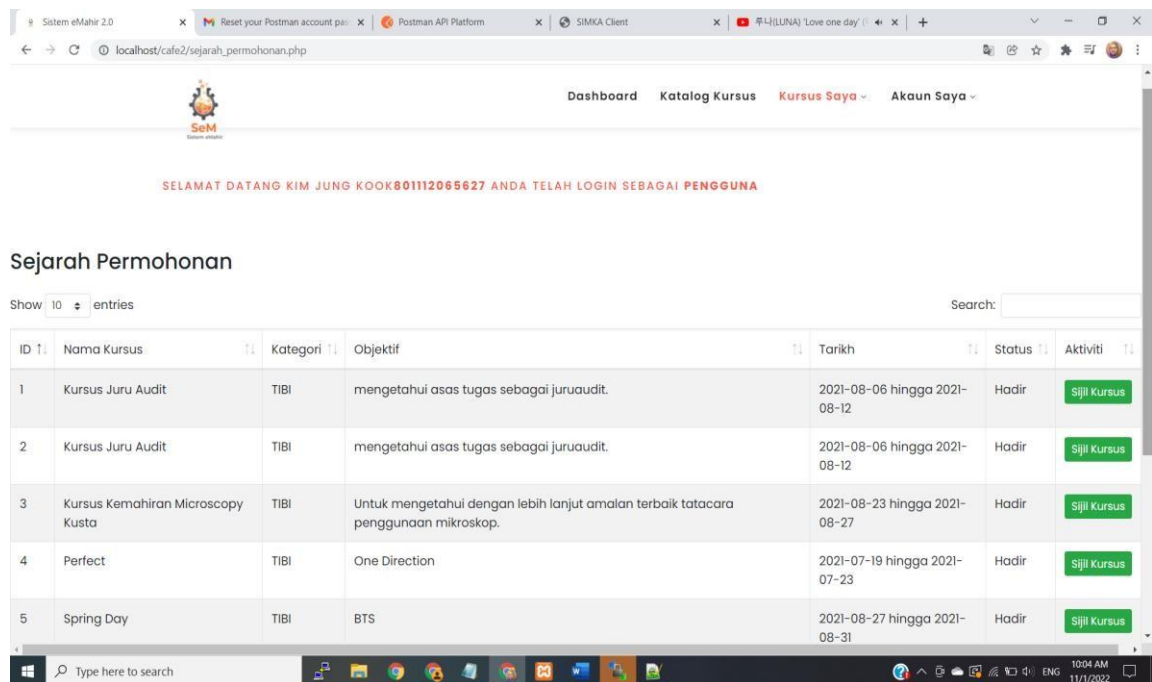 Sistem eMahir 2.0
Reset your Postman account pas
Postman API Platform
SIMKA Client
루나(LUNA) 'Love one day' (
localhost/cafe2/sejarah_permohonan.php
SeM
Dashboard Katalog Kursus Kursus Saya Akaun Saya
SELAMAT DATANG KIM JUNG KOOK801112065627 ANDA TELAH LOGIN SEBAGAI PENGGUNA
Sejarah Permohonan
Show 10 entries Search:
ID Nama Kursus Kategori Objektif Tarikh Status Aktiviti
1 Kursus Juru Audit TIBI mengetahui asas tugas sebagai juruaudit. 2021-08-06 hingga 2021-
08-12 Hadir Sijil Kursus
2 Kursus Juru Audit TIBI mengetahui asas tugas sebagai juruaudit. 2021-08-06 hingga 2021-
08-12 Hadir Sijil Kursus
3 Kursus Kemahiran Microscopy
Kusta TIBI Untuk mengetahui dengan lebih lanjut amalan terbaik tatacara
penggunaan mikroskop. 2021-08-23 hingga 2021-
08-27 Hadir Sijil Kursus
4 Perfect TIBI One Direction 2021-07-19 hingga 2021-
07-23 Hadir Sijil Kursus
5 Spring Day TIBI BTS 2021-08-27 hingga 2021-
08-31 Hadir Sijil Kursus
Type here to search
ENG
10:04 AM
11/1/2022